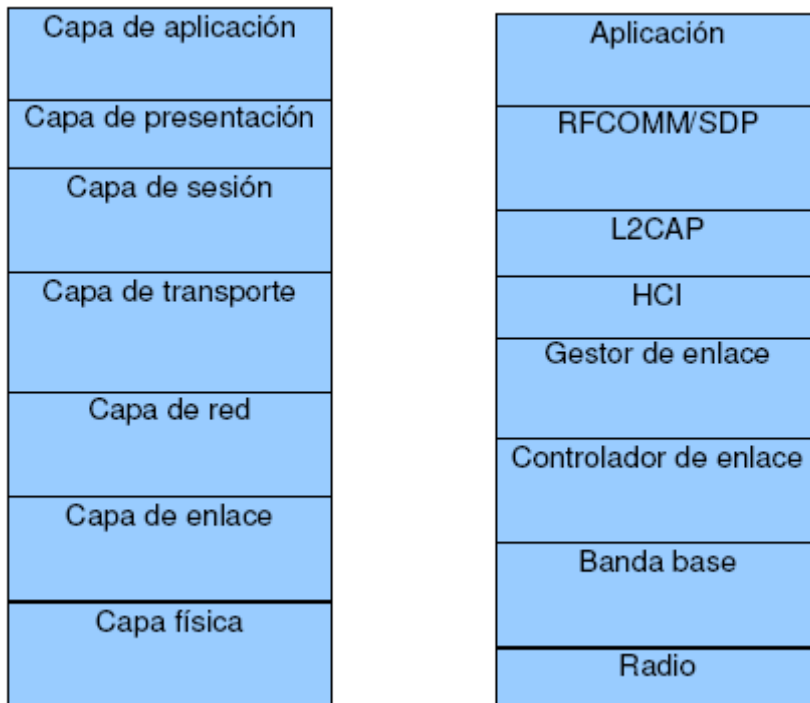 Capa de aplicación
Capa de presentación
Capa de sesión
Capa de transporte
Capa de red
Capa de enlace
Capa física
Aplicación
RFCOMM/SDP
L2CAP
HCI
Gestor de enlace
Controlador de enlace
Banda base
Radio